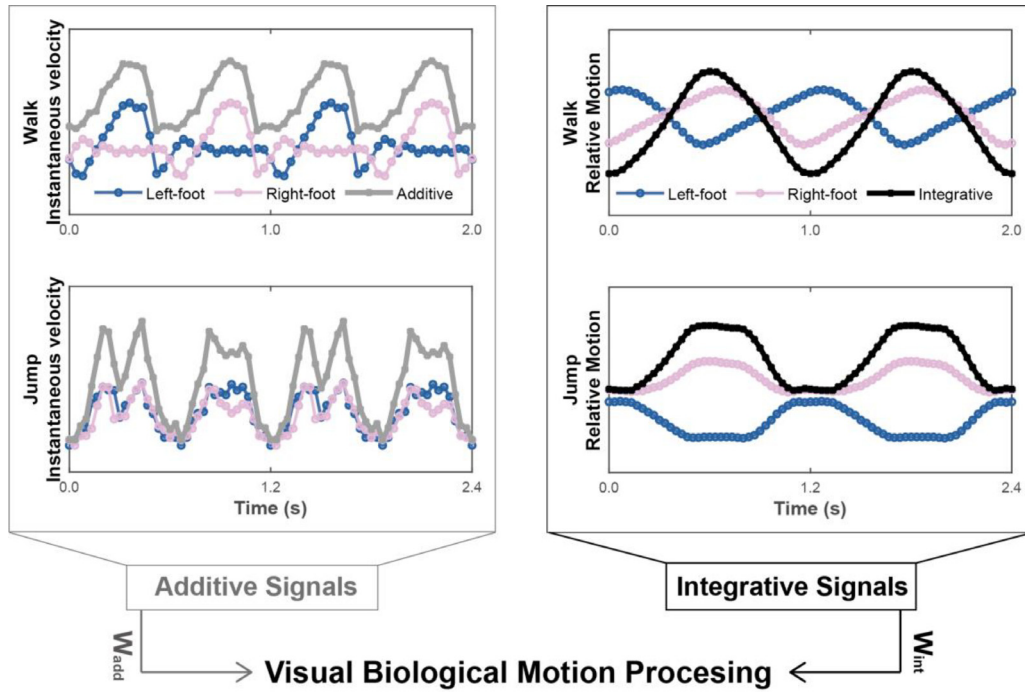 Walk
Instantaneous velocity
Left-foot Right-foot Additive
0.0 1.0 2.0
Jump
Instantaneous velocity
0.0 1.2 2.4
Time (s)
Walk
Relative Motion
Left-foot Right-foot Integrative
0.0 1.0 2.0
Jump
Relative Motion
0.0 1.2 2.4
Time (s)
Additive Signals
Integrative Signals
Wadd
Wint
Visual Biological Motion Procesing